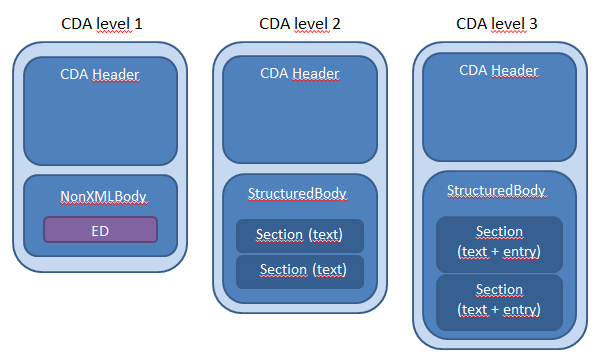 CDA level 1
CDA Header
NonXMLBody
ED
CDA level 2
CDA Header
StructuredBody
Section (text)
Section (text)
CDA level 3
CDA Header
StructuredBody
Section
(text + entry)
Section
(text + entry)